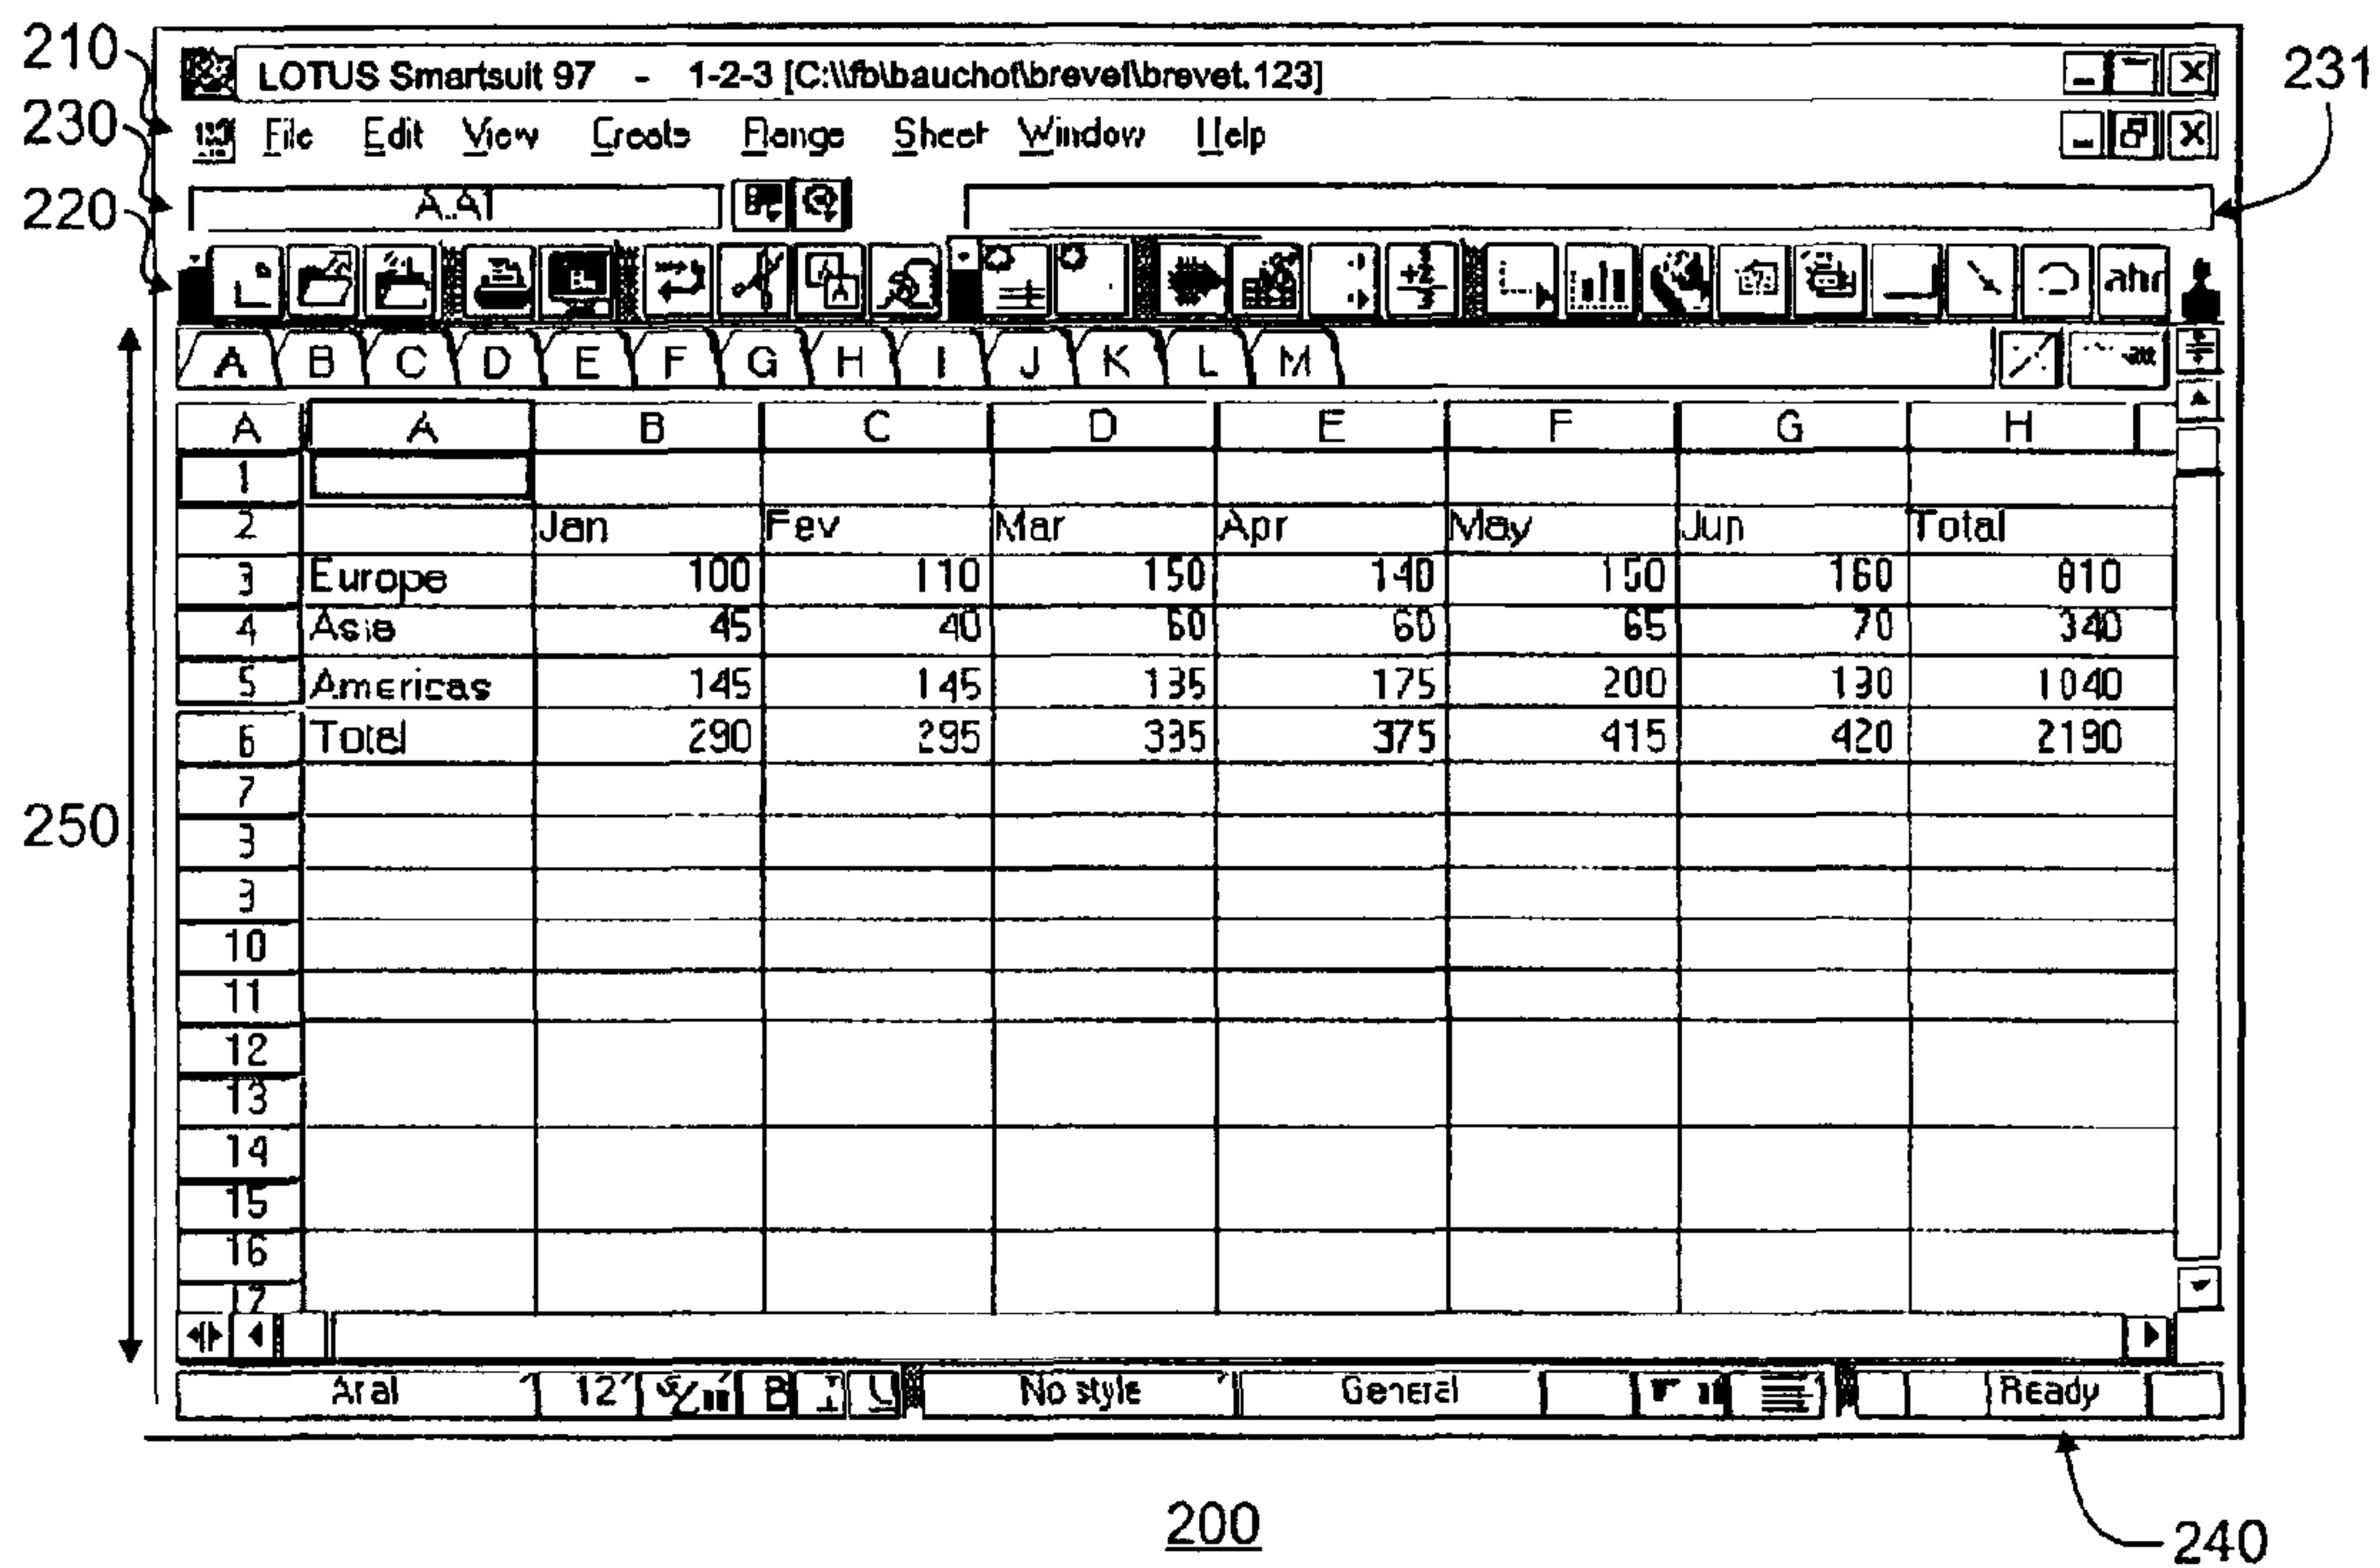 210
230
220
250
231
LOTUS Smartsuit 97 - 1-2-3 [C:\\fb\bauchot\brevet\brevet.123]
File Edit View Create Range Sheet Window Help
A:A1
abc
A B C D E F G H I J K L M
A A B C D E F G H
1
2 Jan Fev Mar Apr May Jun Total
3 Europe 100 110 150 140 150 160 810
4 Asia 45 40 60 60 65 70 340
5 Americas 145 145 185 175 200 190 1040
6 Total 290 295 395 375 415 420 2190
7
8
9
10
11
12
13
14
15
16
17
Arial 12 B I U No style General Ready
200
240